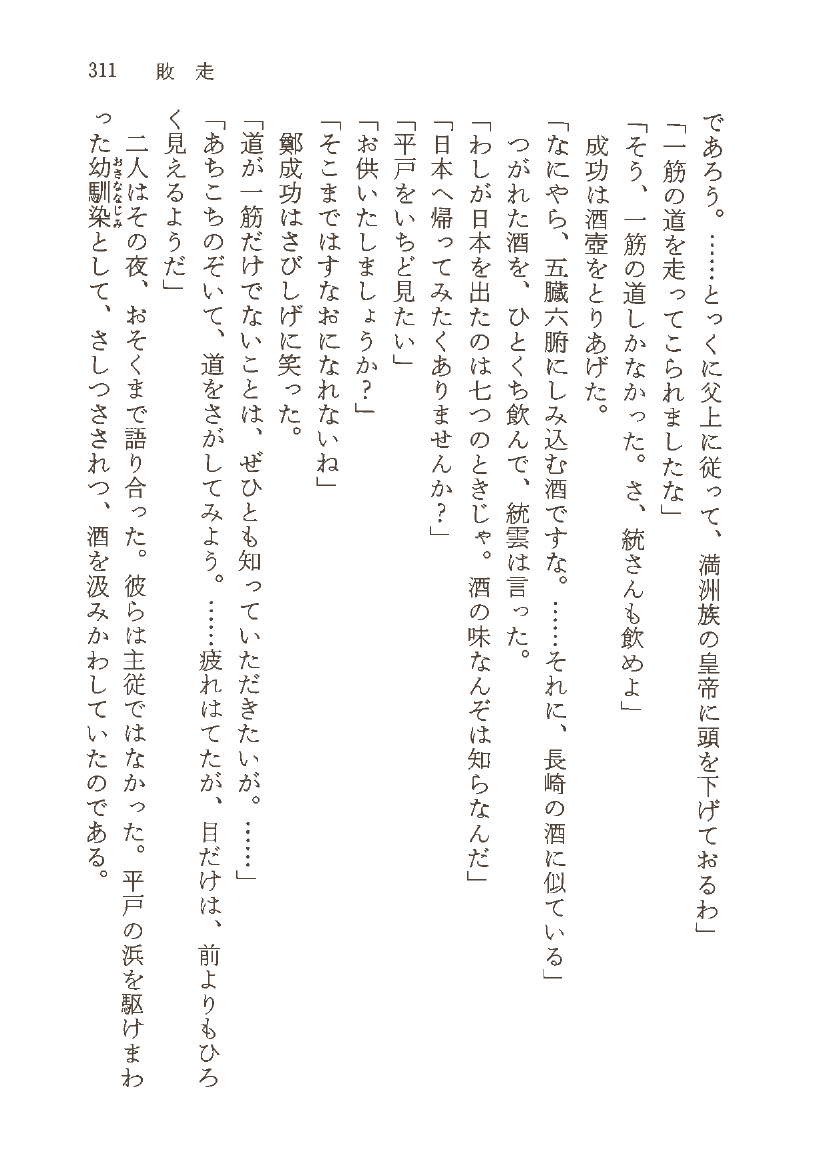 311　敗　走
であろう。……とっくに父上に従って、満洲族の皇帝に頭を下げておるわ」
「一筋の道を走ってこられましたな」
「そう、一筋の道しかなかった。さ、統さんも飲めよ」
　成功は酒壺をとりあげた。
「なにやら、五臓六腑にしみ込む酒ですな。……それに、長崎の酒に似ている」
　つがれた酒を、ひとくち飲んで、統雲は言った。
「わしが日本を出たのは七つのときじゃ。酒の味なんぞは知らなんだ」
「日本へ帰ってみたくありませんか？」
「平戸をいちど見たい」
「お供いたしましょうか？」
「そこまではすなおになれないね」
　鄭成功はさびしげに笑った。
「道が一筋だけでないことは、ぜひとも知っていただきたいが。……」
「あちこちのぞいて、道をさがしてみよう。……疲れはてたが、目だけは、前よりもひろ
く見えるようだ」
　二人はその夜、おそくまで語り合った。彼らは主従ではなかった。平戸の浜を駆けまわ
った幼馴染おさななじみとして、さしつさされつ、酒を汲みかわしていたのである。